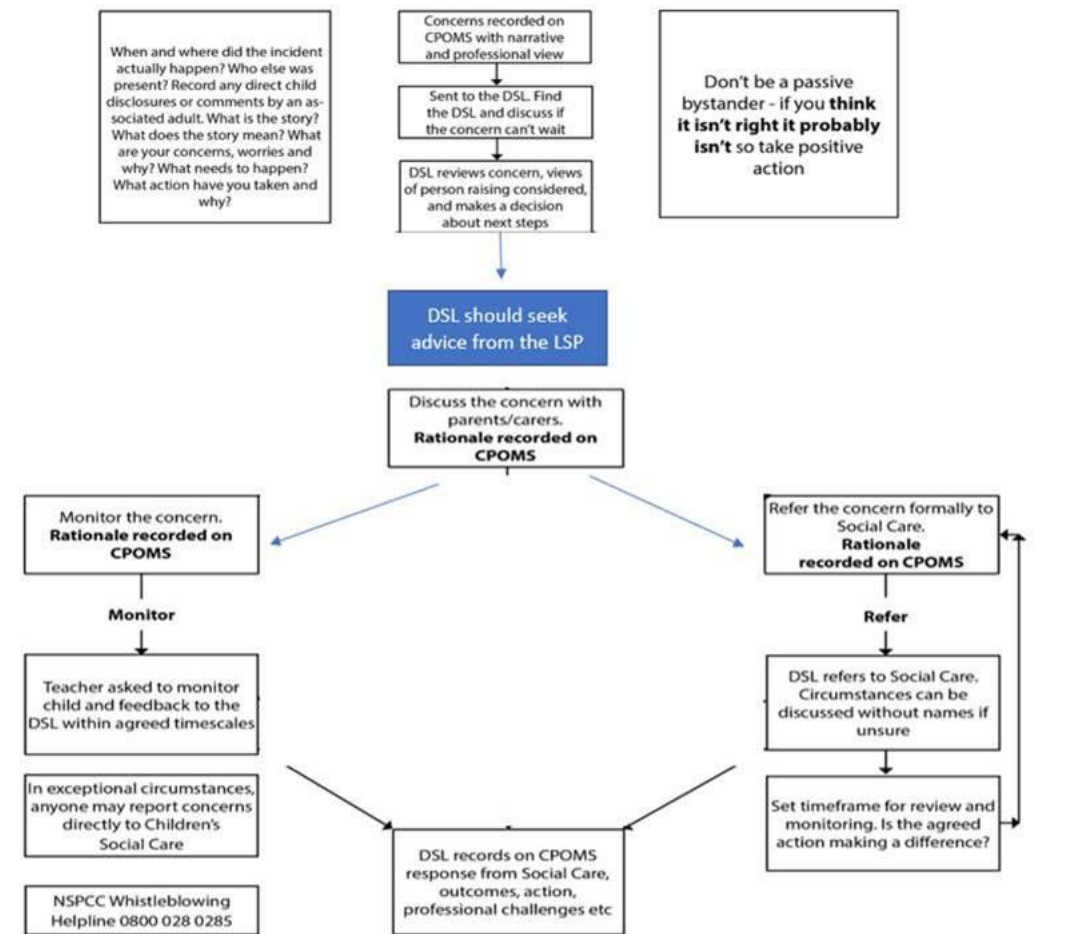 When and where did the incident
actually happen? Who else was
present? Record any direct child
disclosures or comments by an as-
sociated adult. What is the story?
What does the story mean? What
are your concerns, worries and
why? What needs to happen?
What action have you taken and
why?
Concerns recorded on
CPOMS with narrative
and professional view
Sent to the DSL. Find
the DSL and discuss if
the concern can't wait
DSL reviews concern, views
of person raising considered,
and makes a decision
about next steps
Don't be a passive
bystander - if you think
it isn't right it probably
isn't so take positive
action
DSL should seek
advice from the LSP
Discuss the concern with
parents/carers.
Rationale recorded on
CPOMS
Monitor the concern.
Rationale recorded on
CPOMS
Monitor
Teacher asked to monitor
child and feedback to the
DSL within agreed timescales
In exceptional circumstances,
anyone may report concerns
directly to Children's
Social Care
NSPCC Whistleblowing
Helpline 0800 028 0285
Refer the concern formally to
Social Care.
Rationale
recorded on CPOMS
Refer
DSL refers to Social Care.
Circumstances can be
discussed without names if
unsure
Set timeframe for review and
monitoring. Is the agreed
action making a difference?
DSL records on CPOMS
response from Social Care,
outcomes, action,
professional challenges etc